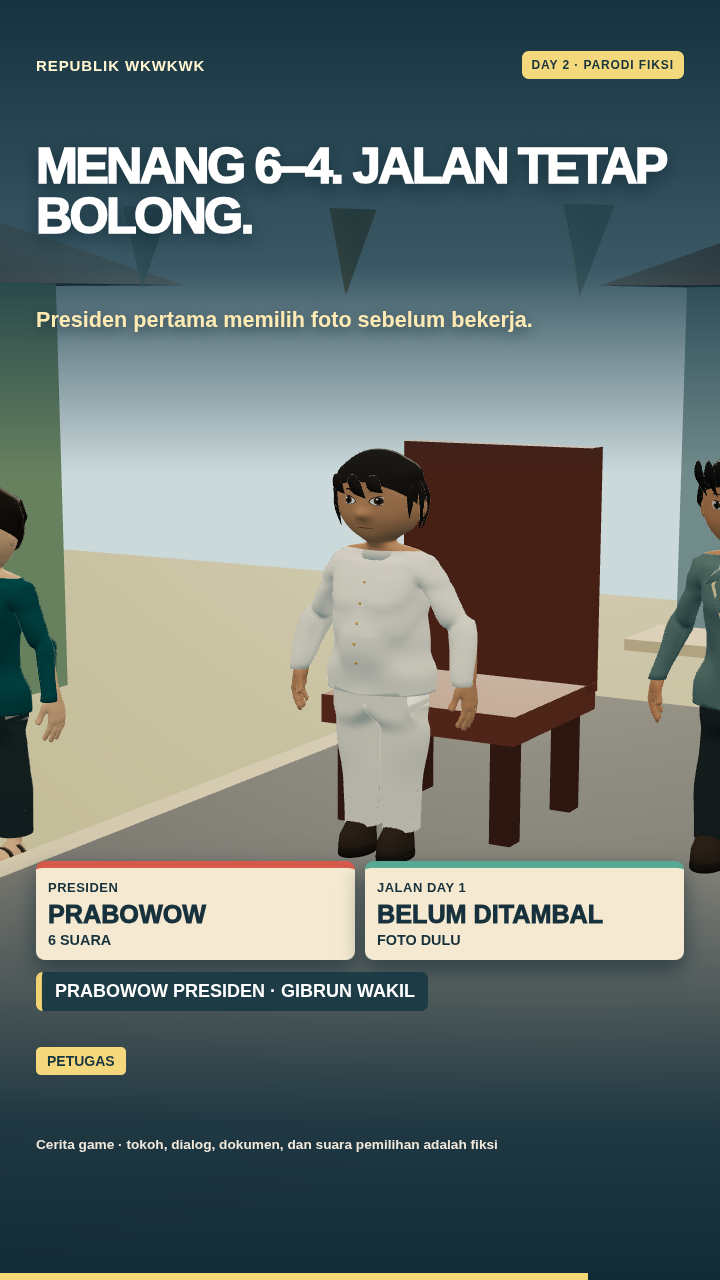 REPUBLIK WKWKWK
DAY 2 · PARODI FIKSI
MENANG 6–4. JALAN TETAP
BOLONG.
Presiden pertama memilih foto sebelum bekerja.
PRESIDEN
PRABOWOW
6 SUARA
JALAN DAY 1
BELUM DITAMBAL
FOTO DULU
PRABOWOW PRESIDEN · GIBRUN WAKIL
PETUGAS
Cerita game · tokoh, dialog, dokumen, dan suara pemilihan adalah fiksi